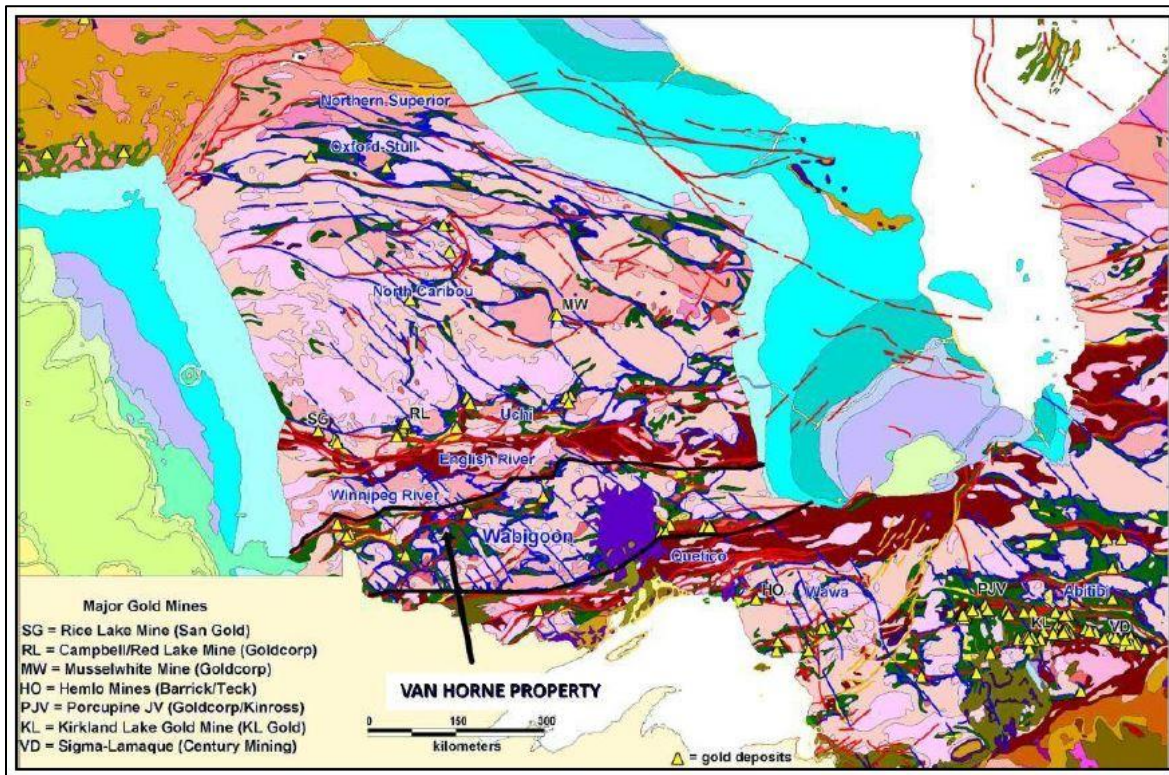 Northern Superior
Oxford-Stull
North Caribou
MW
SG
RL
Uchi
English River
Winnipeg River
Wabigoon
Quetico
HO
Wawa
PJV
Abitibi
KL
VD
Major Gold Mines
SG = Rice Lake Mine (San Gold)
RL = Campbell/Red Lake Mine (Goldcorp)
MW = Musselwhite Mine (Goldcorp)
HO = Hemlo Mines (Barrick/Teck)
PJV = Porcupine JV (Goldcorp/Kinross)
KL = Kirkland Lake Gold Mine (KL Gold)
VD = Sigma-Lamaque (Century Mining)
VAN HORNE PROPERTY
0 150 300
kilometers
= gold deposits